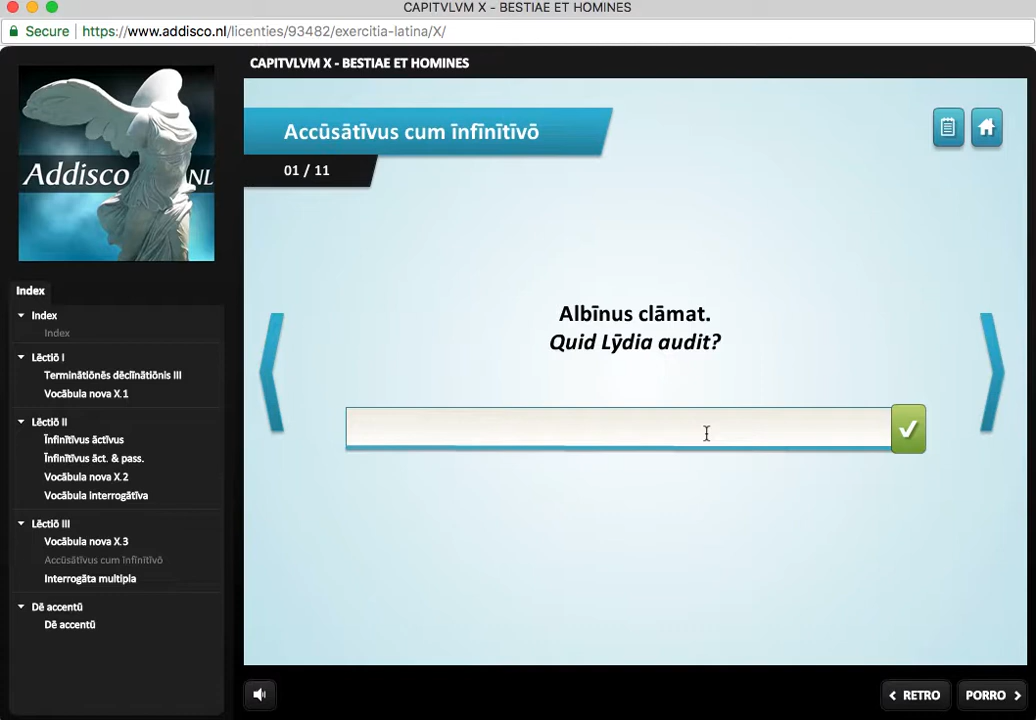 CAPITVLVM X - BESTIAE ET HOMINES
Secure https://www.addisco.nl/licenties/93482/exercitia-latina/X/
CAPITVLVM X - BESTIAE ET HOMINES
Addisco NL
Accūsātīvus cum īnfīnītīvō
01 / 11
Albīnus clāmat.
Quid Lȳdia audit?
Index
Index
Index
Lēctiō I
Terminātiōnēs dēclīnātiōnis III
Vocābula nova X.1
Lēctiō II
Īnfīnītīvus āctīvus
Īnfīnītīvus āct. & pass.
Vocābula nova X.2
Vocābula interrogātīva
Lēctiō III
Vocābula nova X.3
Accūsātīvus cum īnfīnītīvō
Interrogāta multipla
Dē accentū
Dē accentū
RETRO
PORRO